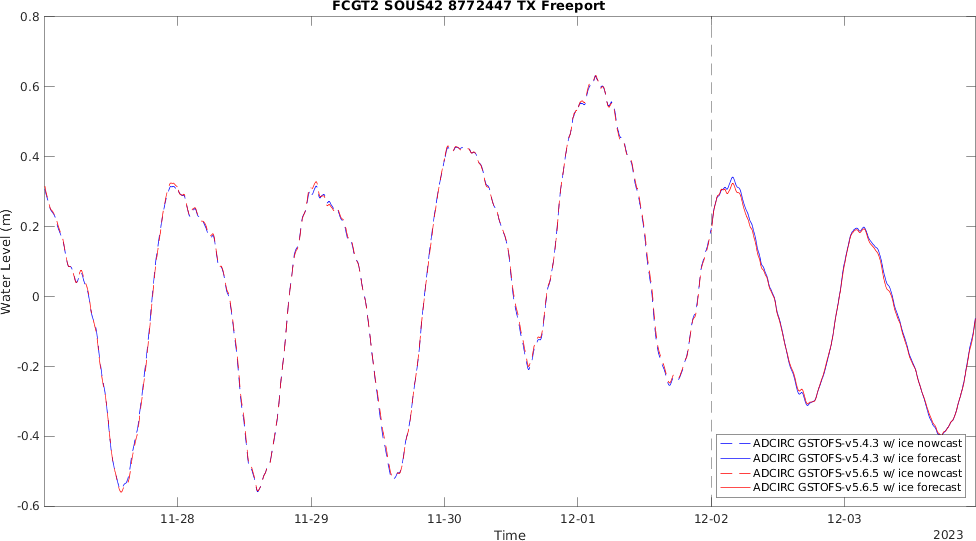 FCGT2 SOUS42 8772447 TX Freeport
0.8
0.6
0.4
0.2
0
-0.2
-0.4
-0.6
Water Level (m)
11-28 11-29 11-30 12-01 12-02 12-03
Time
2023
ADCIRC GSTOFS-v5.4.3 w/ ice nowcast
ADCIRC GSTOFS-v5.4.3 w/ ice forecast
ADCIRC GSTOFS-v5.6.5 w/ ice nowcast
ADCIRC GSTOFS-v5.6.5 w/ ice forecast